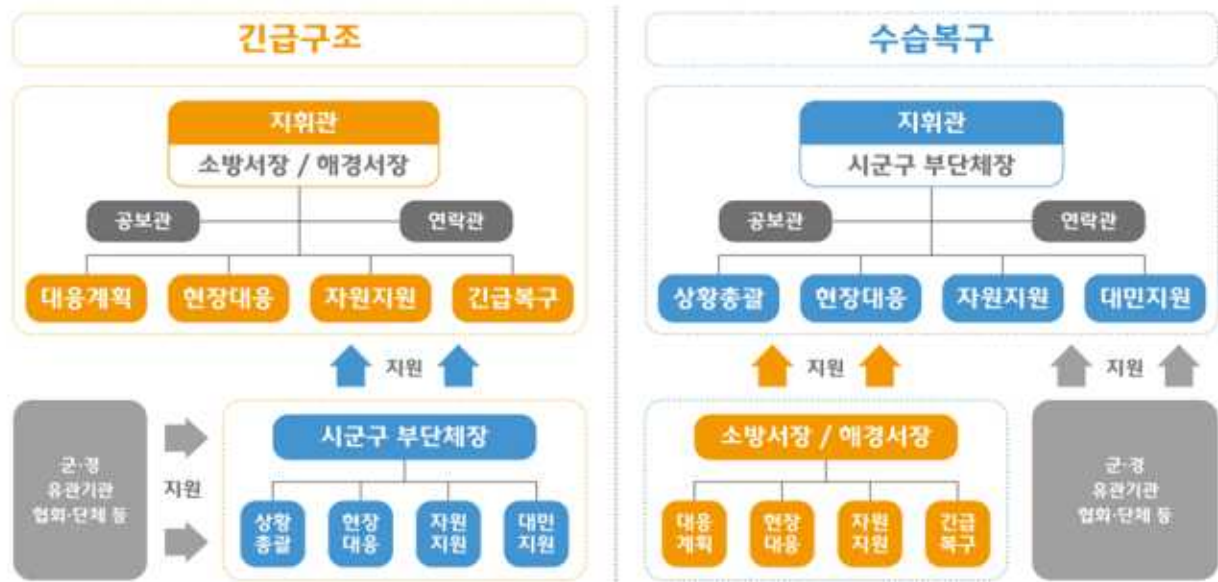 긴급구조
지휘관
소방서장 / 해경서장
공보관
연락관
대응계획
현장대응
자원지원
긴급복구
지원
군·경
유관기관
협회·단체 등
지원
시군구 부단체장
상황
총괄
현장
대응
자원
지원
대민
지원
수습복구
지휘관
시군구 부단체장
공보관
연락관
상황총괄
현장대응
자원지원
대민지원
지원
지원
소방서장 / 해경서장
대응
계획
현장
대응
자원
지원
긴급
복구
군·경
유관기관
협회·단체 등